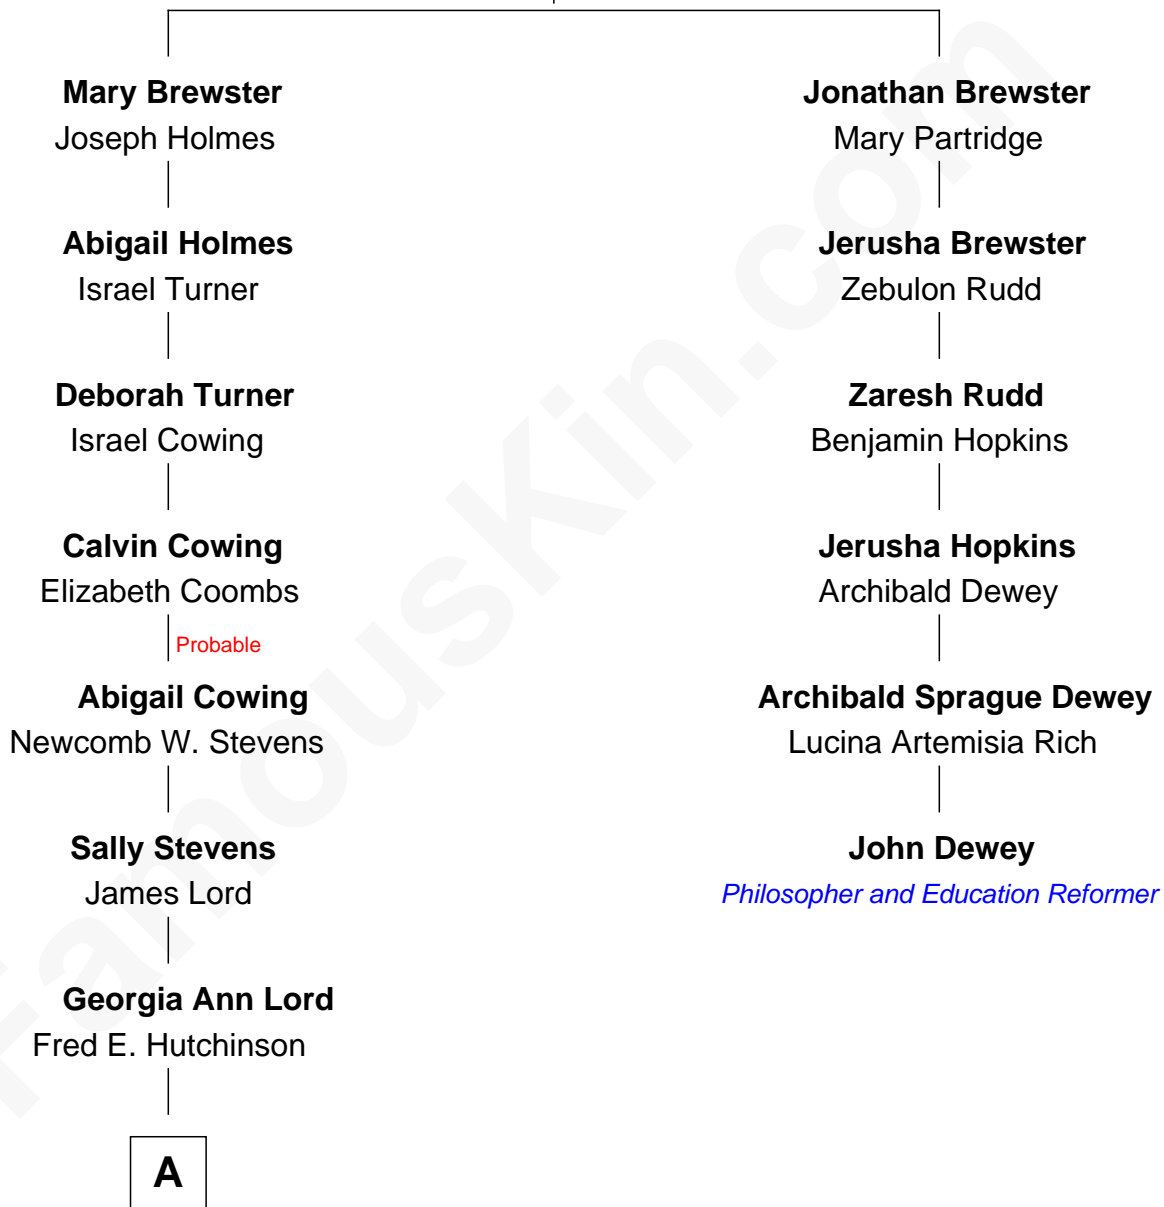 Mary Brewster
Joseph Holmes
Abigail Holmes
Israel Turner
Deborah Turner
Israel Cowing
Calvin Cowing
Elizabeth Coombs
Probable
Abigail Cowing
Newcomb W. Stevens
Sally Stevens
James Lord
Georgia Ann Lord
Fred E. Hutchinson
A
Jonathan Brewster
Mary Partridge
Jerusha Brewster
Zebulon Rudd
Zaresh Rudd
Benjamin Hopkins
Jerusha Hopkins
Archibald Dewey
Archibald Sprague Dewey
Lucina Artemisia Rich
John Dewey
Philosopher and Education Reformer
FamousKin.com